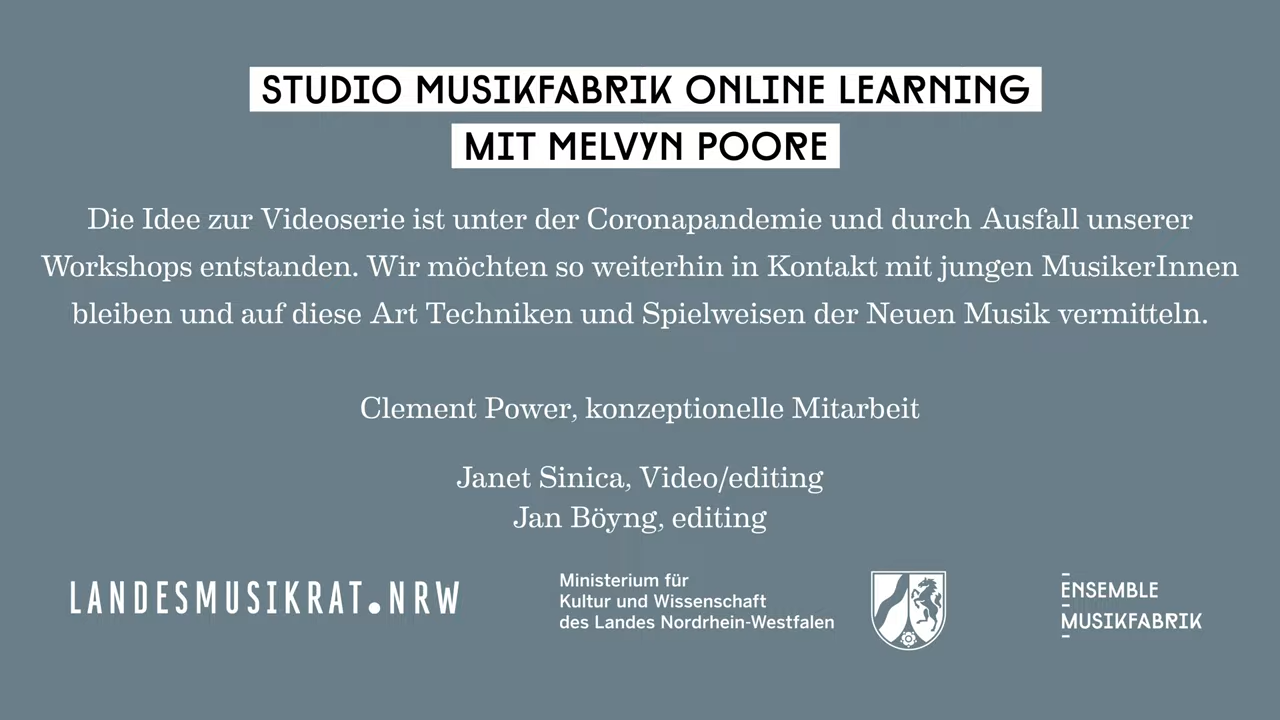 STUDIO MUSIKFABRIK ONLINE LEARNING
MIT MELVYN POORE
Die Idee zur Videoserie ist unter der Coronapandemie und durch Ausfall unserer
Workshops entstanden. Wir möchten so weiterhin in Kontakt mit jungen MusikerInnen
bleiben und auf diese Art Techniken und Spielweisen der Neuen Musik vermitteln.
Clement Power, konzeptionelle Mitarbeit
Janet Sinica, Video/editing
Jan Böyng, editing
LANDESMUSIKRAT.NRW
Ministerium für
Kultur und Wissenschaft
des Landes Nordrhein-Westfalen
ENSEMBLE
MUSIKFABRIK